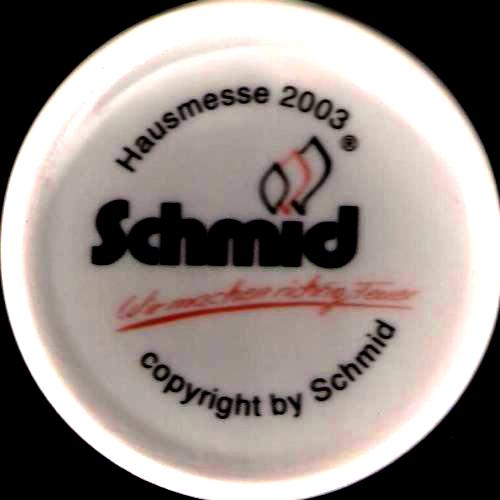 Hausmesse 2003
®
Schmid
Wir machen richtig Feuer
copyright by Schmid